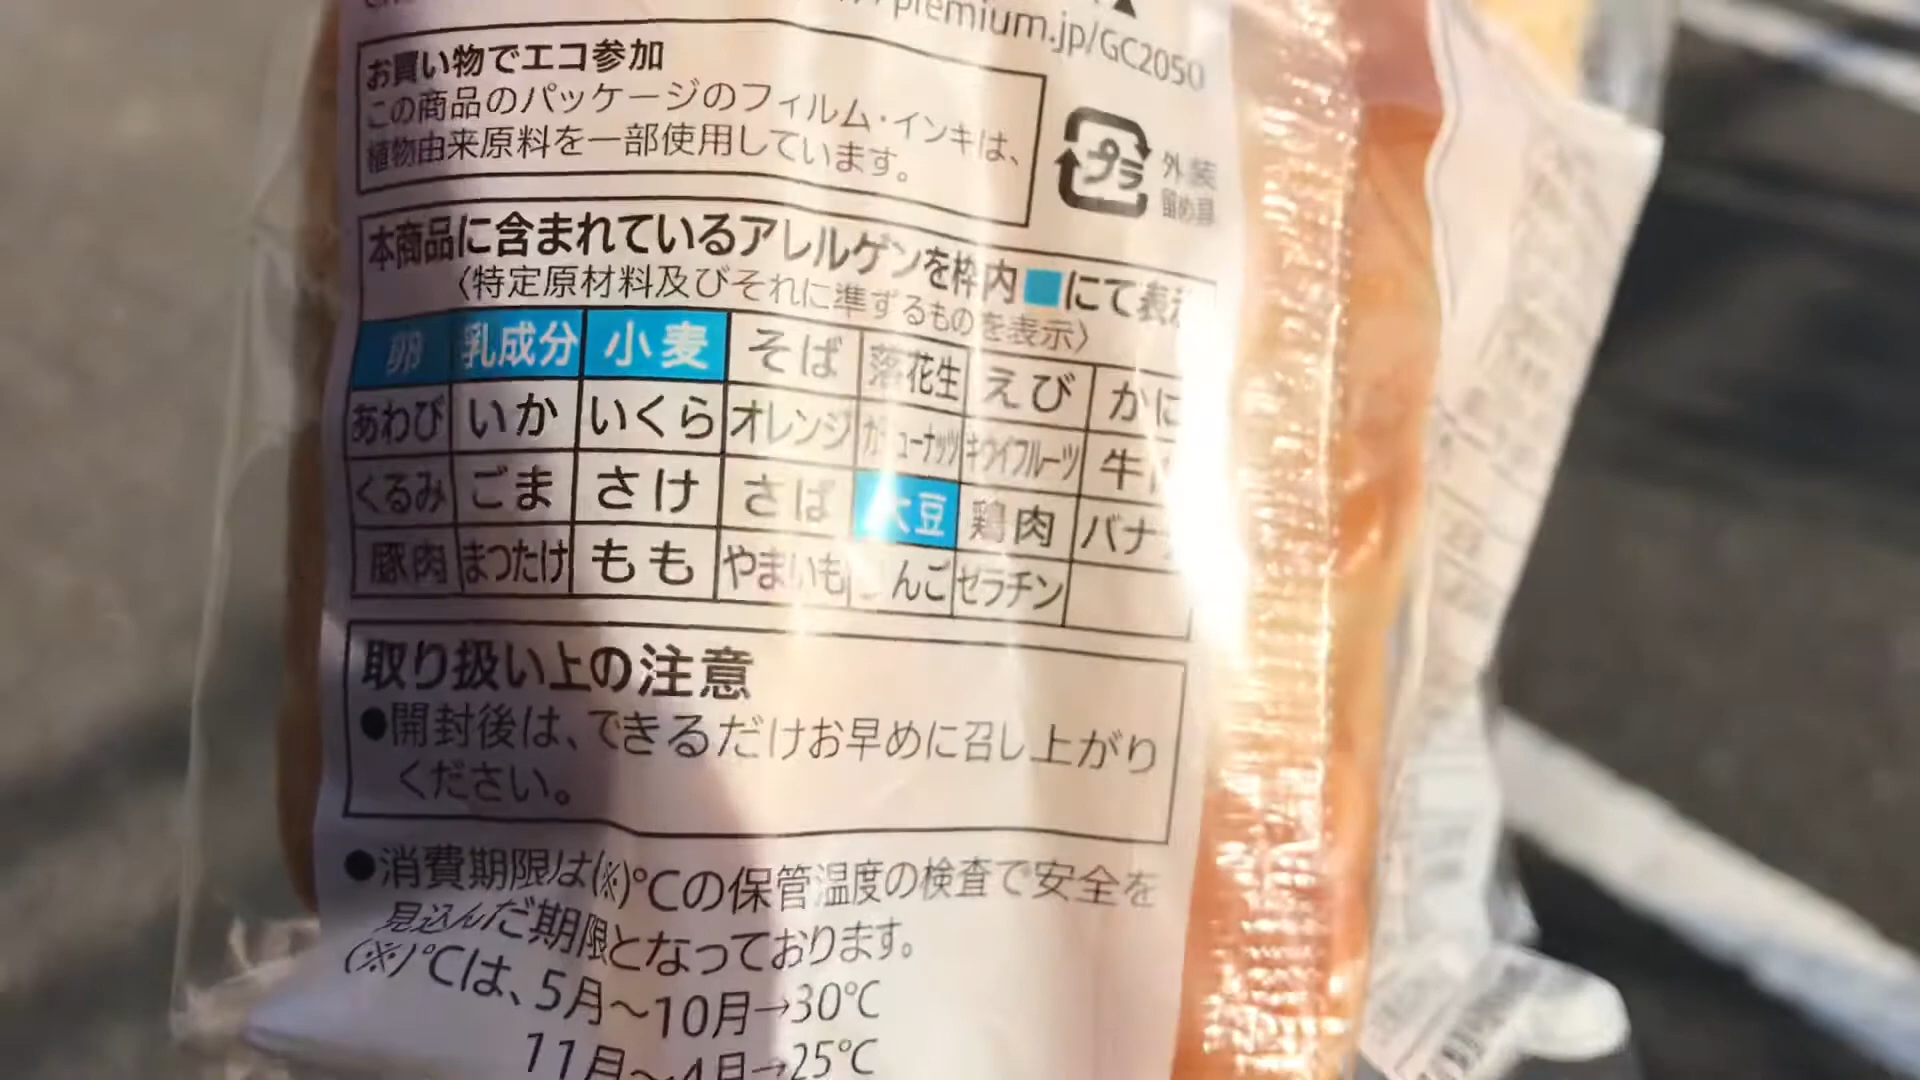 premium.jp/GC2050
お買い物でエコ参加
この商品のパッケージのフィルム・インキは、
植物由来原料を一部使用しています。
プラ 外装
留め具
本商品に含まれているアレルゲンを枠内■にて表
〈特定原材料及びそれに準ずるものを表示〉
卵 乳成分 小麦 そば 落花生 えび かに
あわび いか いくら オレンジ カシューナッツ キウイフルーツ 牛
くるみ ごま さけ さば 大豆 鶏肉 バナ
豚肉 まつたけ もも やまいも んご ゼラチン
取り扱い上の注意
●開封後は、できるだけお早めに召し上がり
ください。
●消費期限は(※)℃の保管温度の検査で安全を
見込んだ期限となっております。
(※)℃は、5月～10月→30℃
11月～4月→25℃